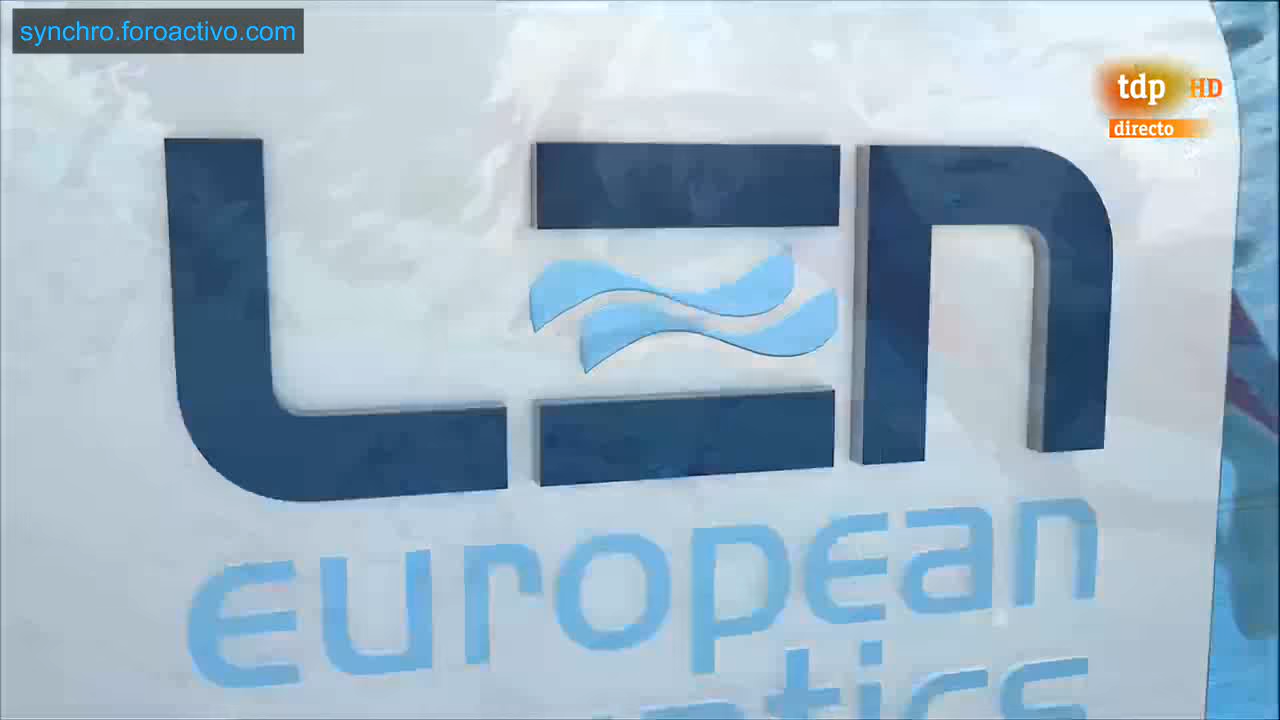 synchro.foroactivo.com
tdp HD
directo
len
european